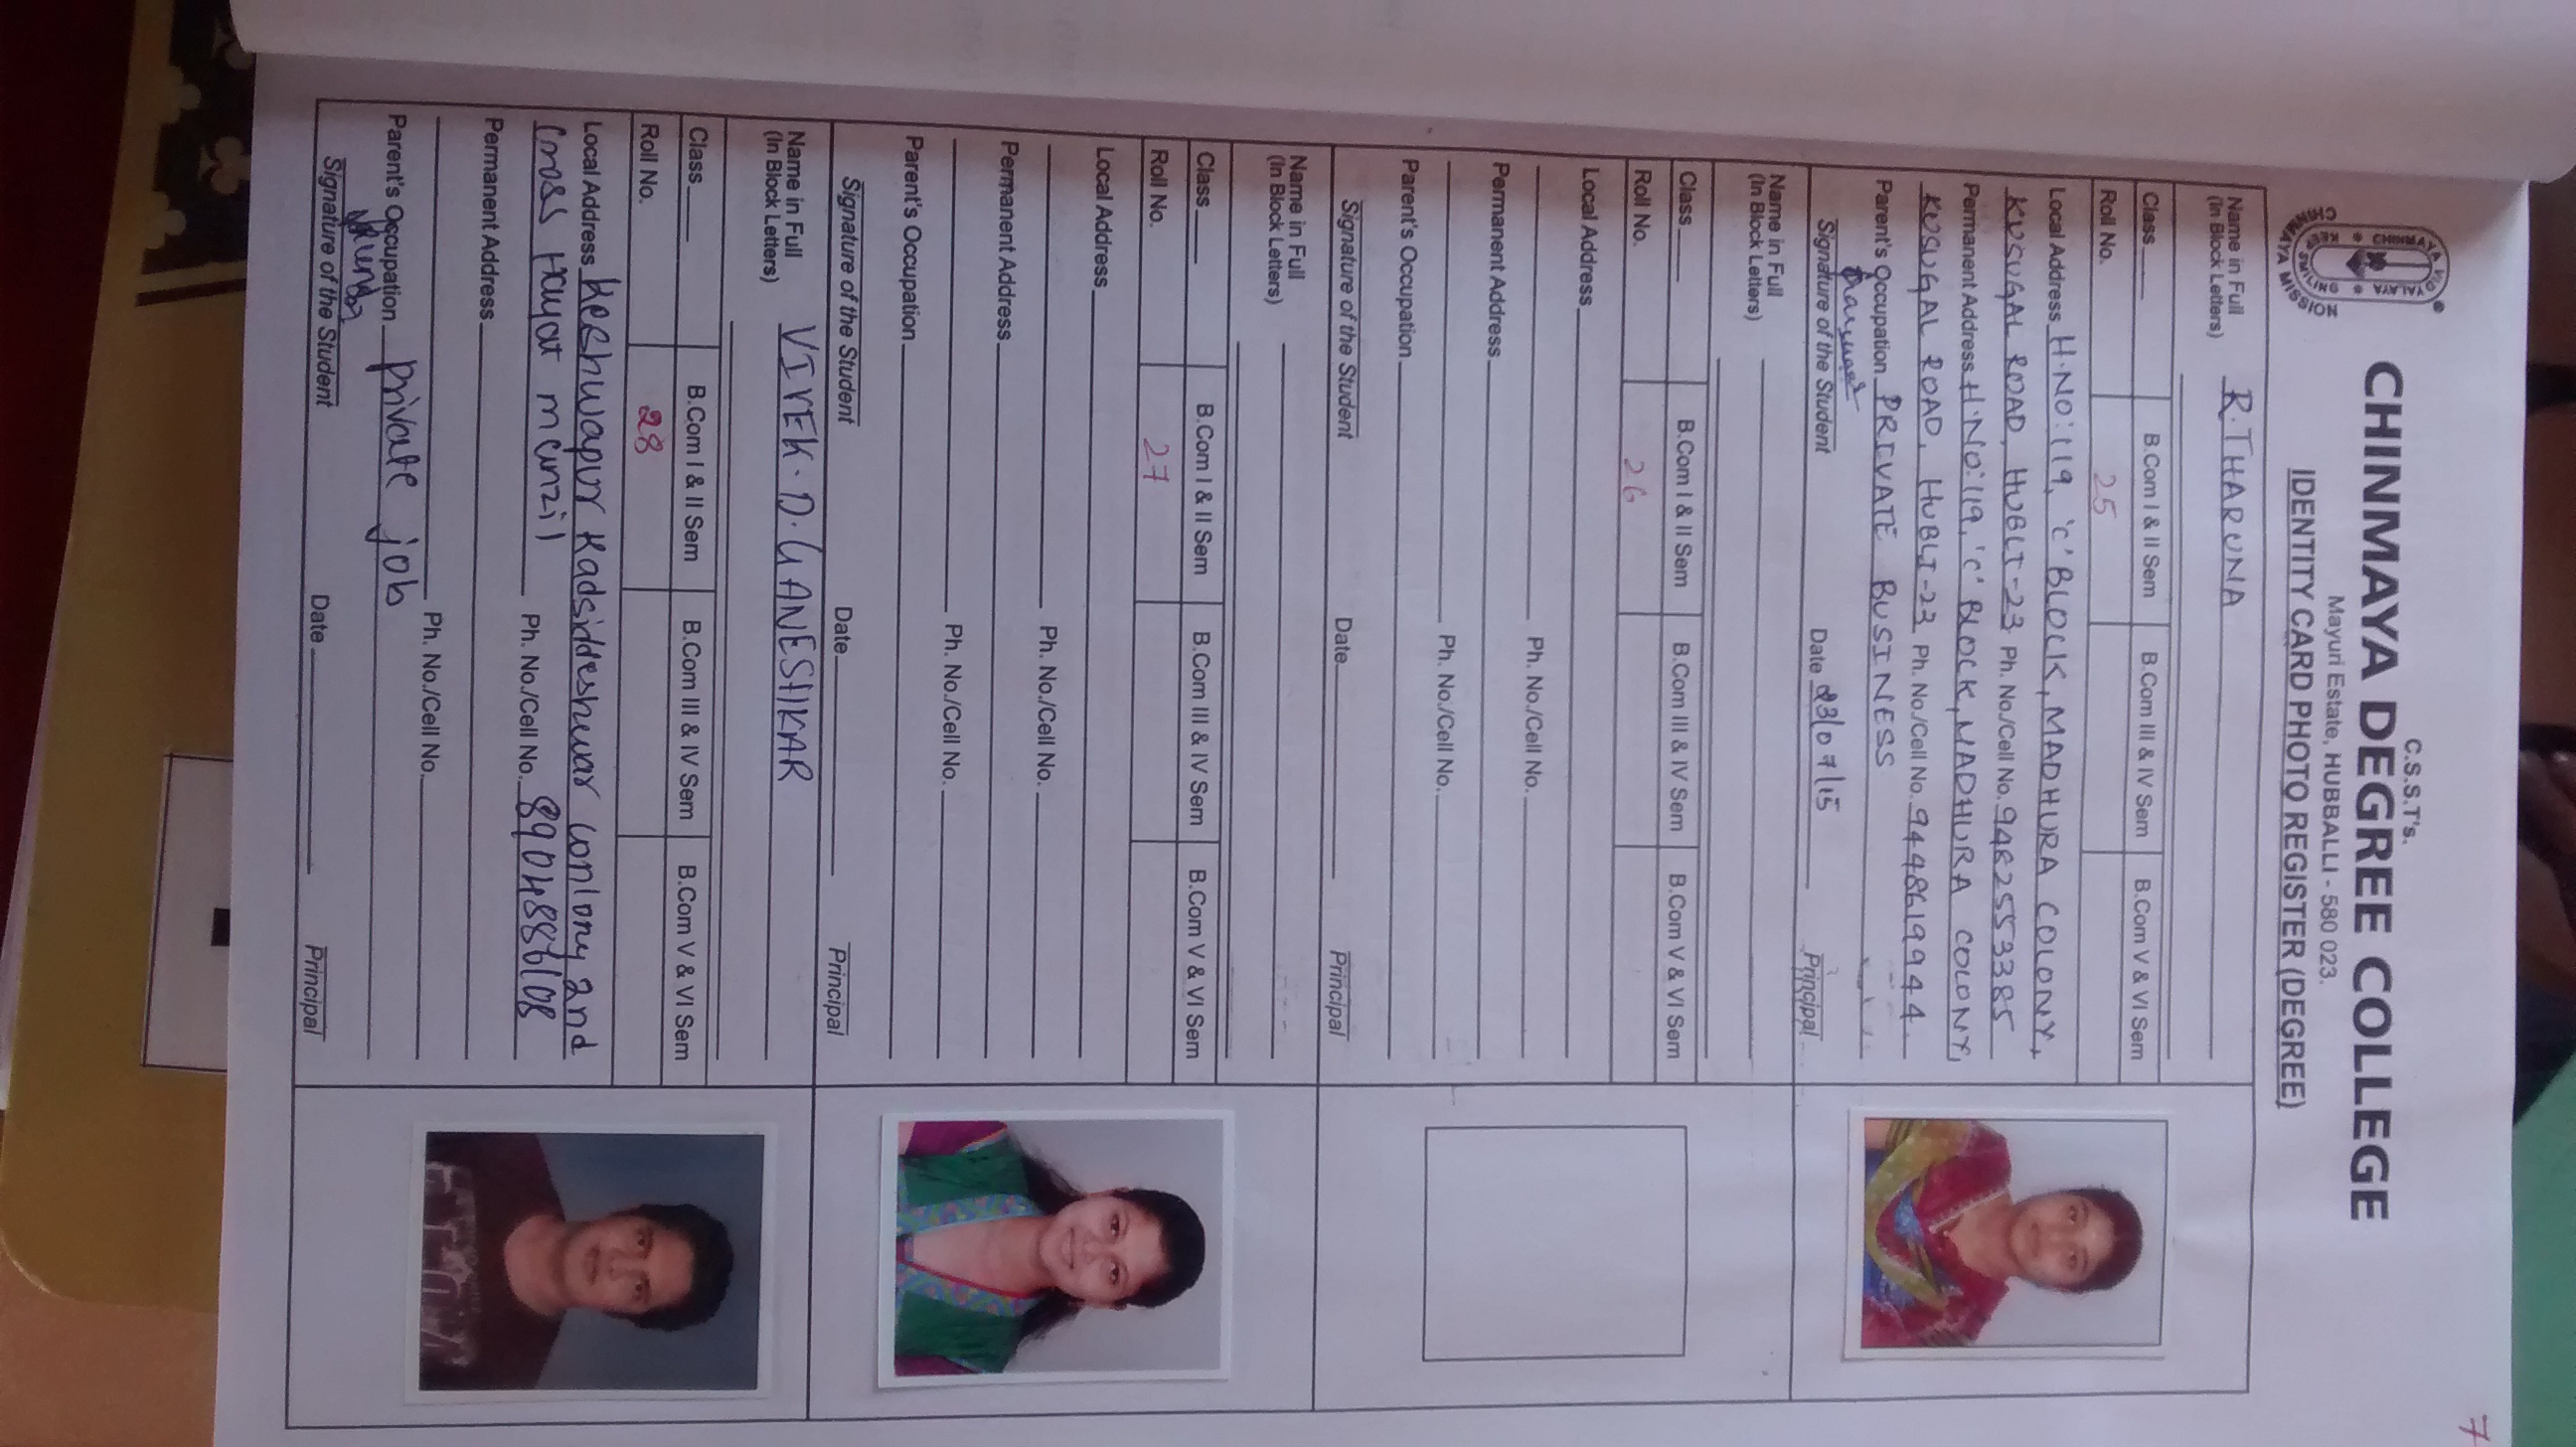 7
C.S.S.T's.
CHINMAYA DEGREE COLLEGE
Mayuri Estate, HUBBALLI - 580 023.
IDENTITY CARD PHOTO REGISTER (DEGREE)
Name in Full R. THARUNA
(In Block Letters)
Class B.Com I & II Sem B.Com III & IV Sem B.Com V & VI Sem
Roll No. 25
Local Address H.NO:119, 'C' BLOCK, MADHURA COLONY,
KUSUGAL ROAD, HUBLI-23 Ph. No./Cell No. 9482553385
Permanent Address H.NO:119, 'C' BLOCK, MADHURA COLONY,
KUSUGAL ROAD, HUBLI-23 Ph. No./Cell No. 9448619944.
Parent's Occupation PRIVATE BUSINESS
Signature of the Student Date 23/07/15 Principal
Name in Full
(In Block Letters)
Class B.Com I & II Sem B.Com III & IV Sem B.Com V & VI Sem
Roll No. 26
Local Address
Ph. No./Cell No.
Permanent Address
Ph. No./Cell No.
Parent's Occupation
Signature of the Student Date Principal
Name in Full
(In Block Letters)
Class B.Com I & II Sem B.Com III & IV Sem B.Com V & VI Sem
Roll No. 27
Local Address
Ph. No./Cell No.
Permanent Address
Ph. No./Cell No.
Parent's Occupation
Signature of the Student Date Principal
Name in Full VIVEK. D. GANESHKAR
(In Block Letters)
Class B.Com I & II Sem B.Com III & IV Sem B.Com V & VI Sem
Roll No. 28
Local Address Keshwapur Kadsiddeshwar conlony 2nd
Cross Hayat manzil Ph. No./Cell No. 8904886108
Permanent Address
Ph. No./Cell No.
Parent's Occupation private job
Signature of the Student Date Principal